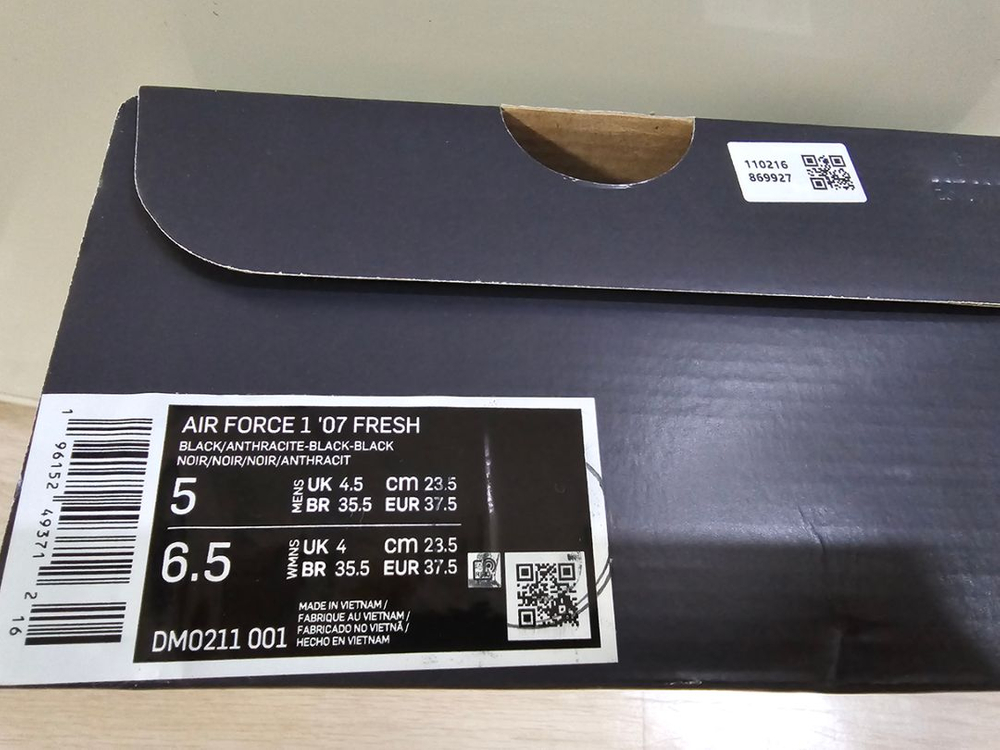 110216
869927
AIR FORCE 1 '07 FRESH
BLACK/ANTHRACITE-BLACK-BLACK
NOIR/NOIR/NOIR/ANTHRACIT
5 MENS UK 4.5 cm 23.5
BR 35.5 EUR 37.5
6.5 WMNS UK 4 cm 23.5
BR 35.5 EUR 37.5
MADE IN VIETNAM /
FABRIQUE AU VIETNAM /
FABRICADO NO VIETNÃ /
HECHO EN VIETNAM
DM0211 001
1 96152 49371 2 16